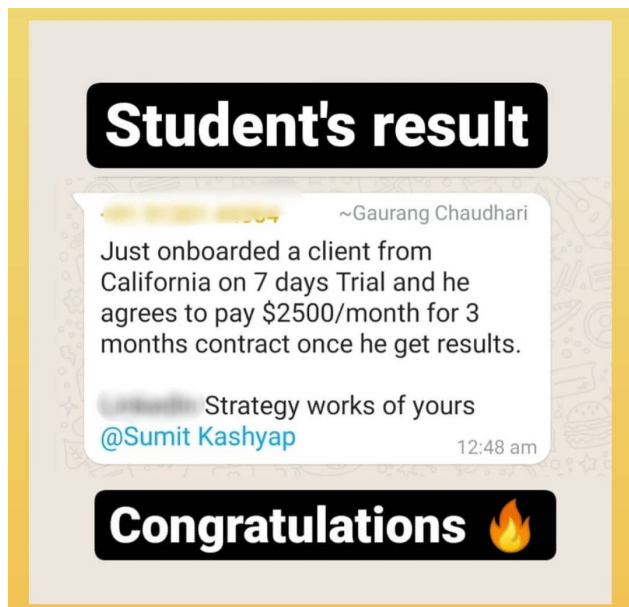 Student's result
~Gaurang Chaudhari
Just onboarded a client from
California on 7 days Trial and he
agrees to pay $2500/month for 3
months contract once he get results.
Strategy works of yours
@Sumit Kashyap
12:48 am
Congratulations 🔥